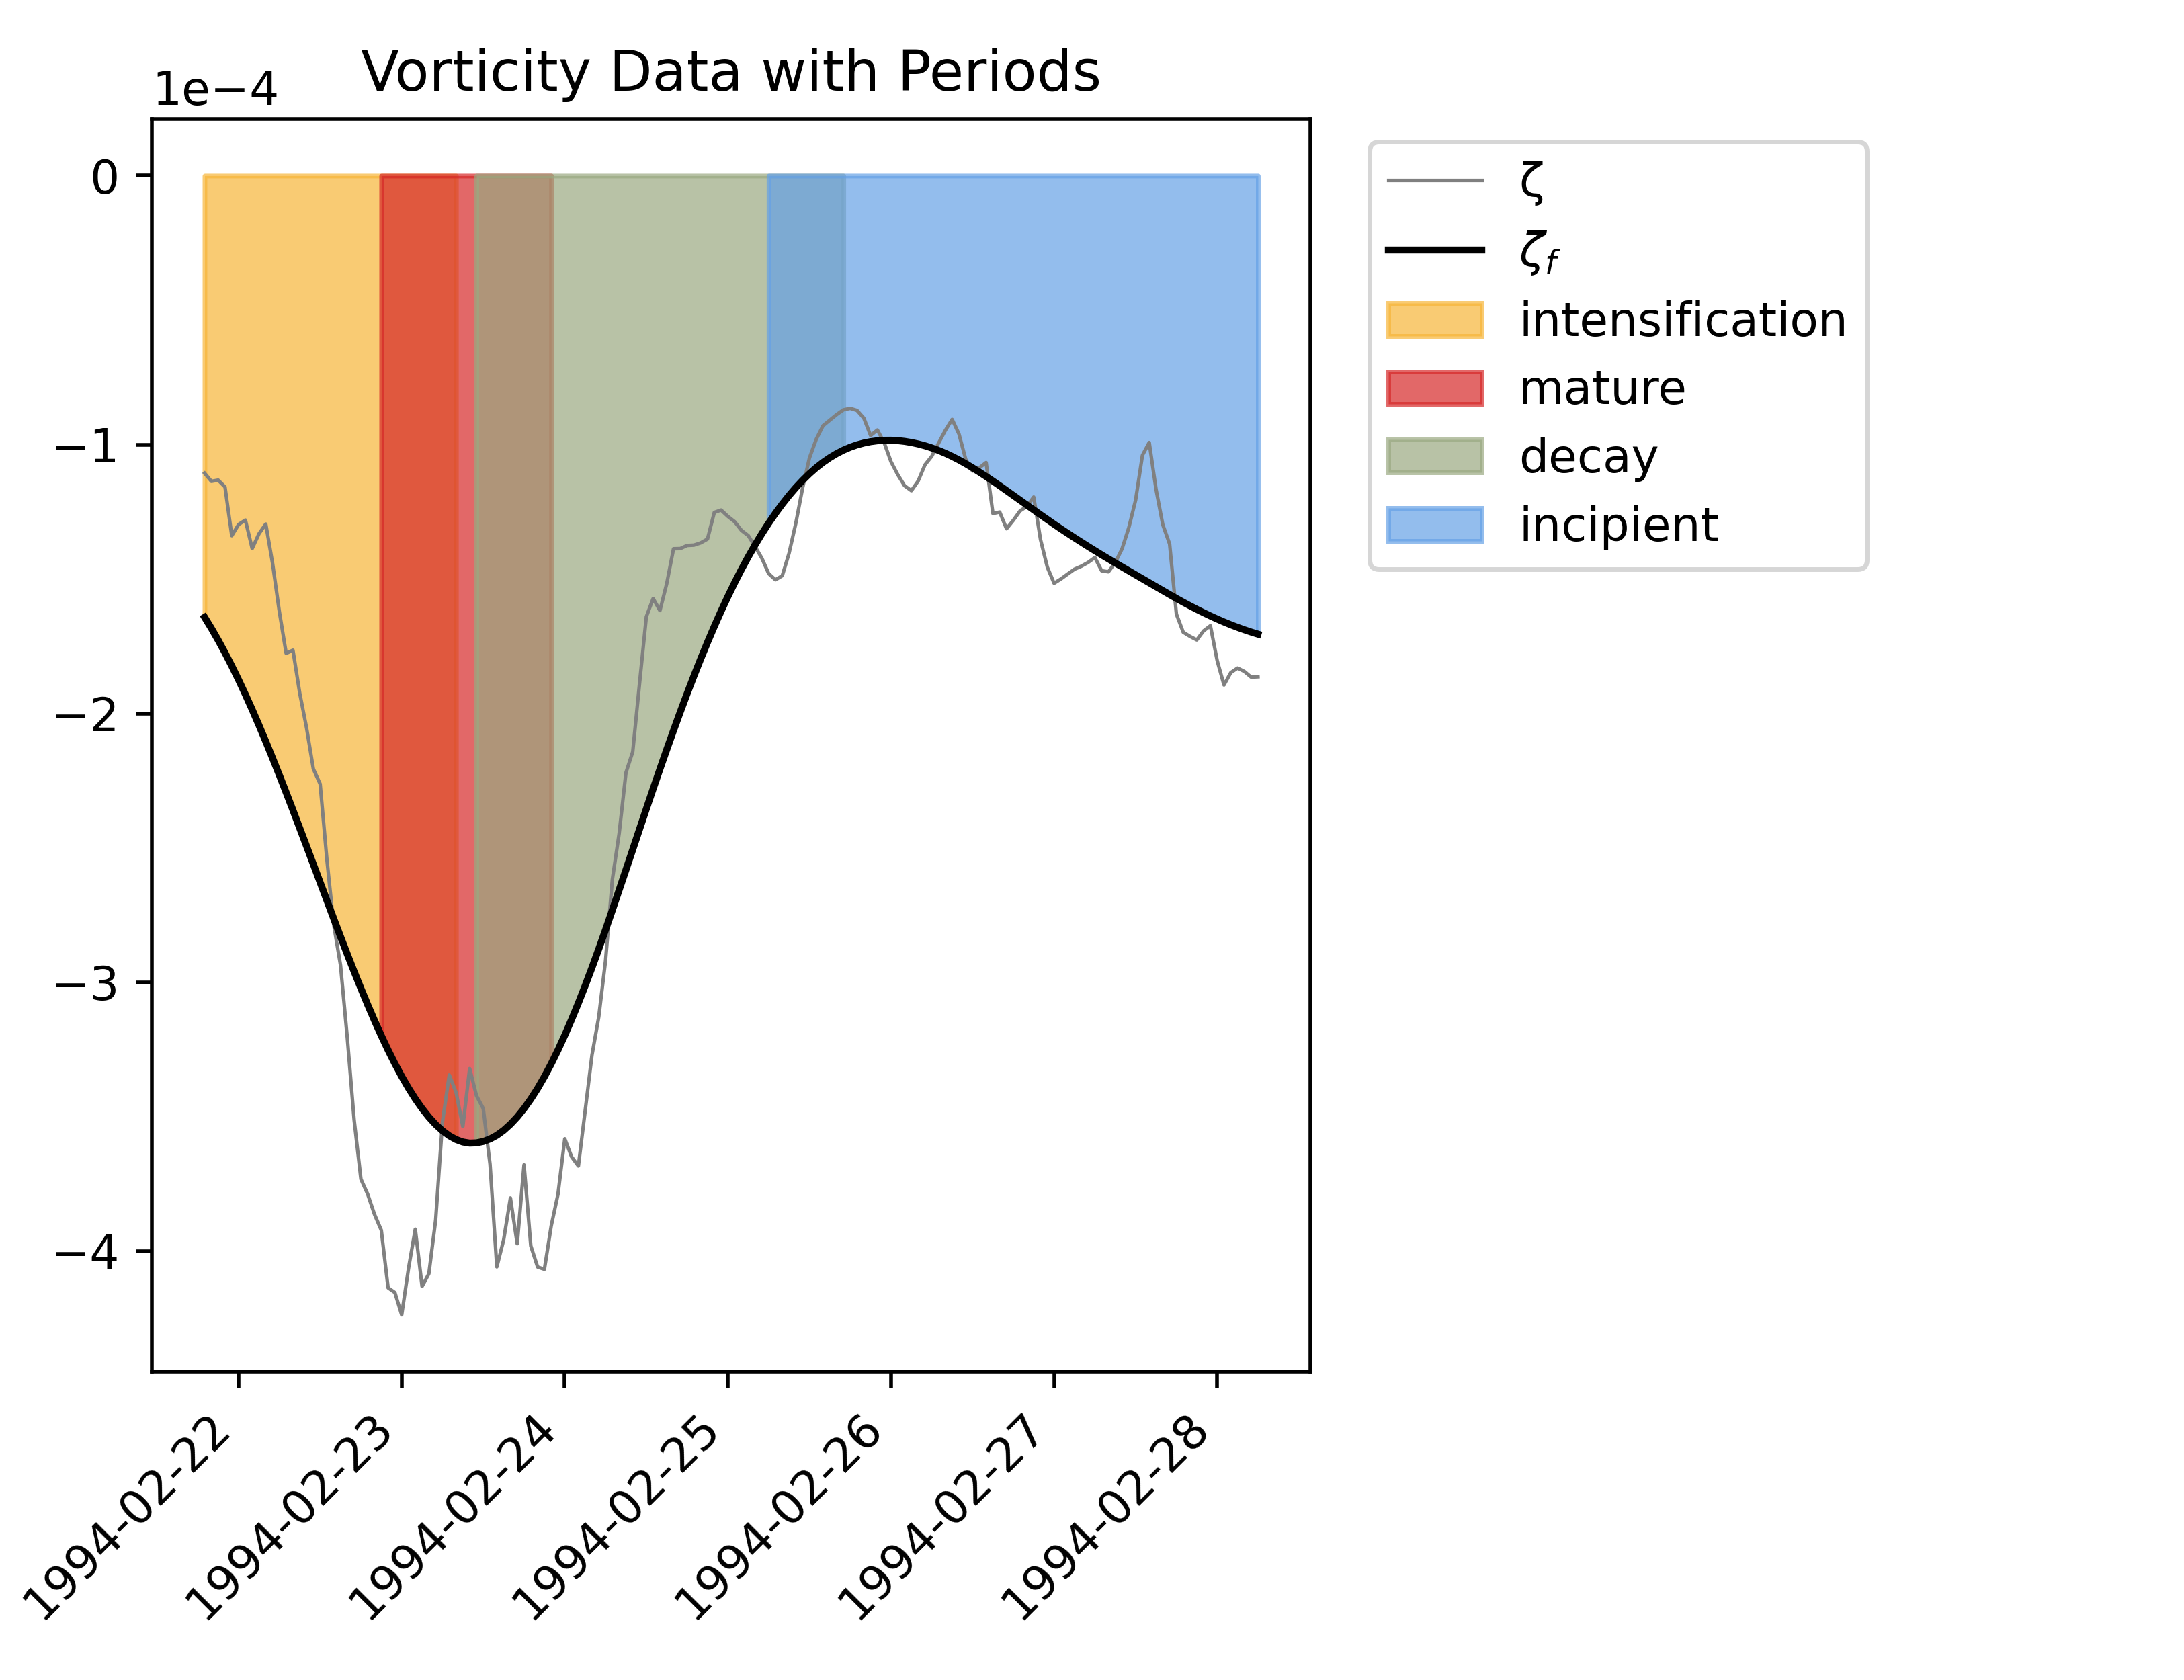 Vorticity Data with Periods
1e−4
0
−1
−2
−3
−4
1994-02-22
1994-02-23
1994-02-24
1994-02-25
1994-02-26
1994-02-27
1994-02-28
ζ
ζf
intensification
mature
decay
incipient